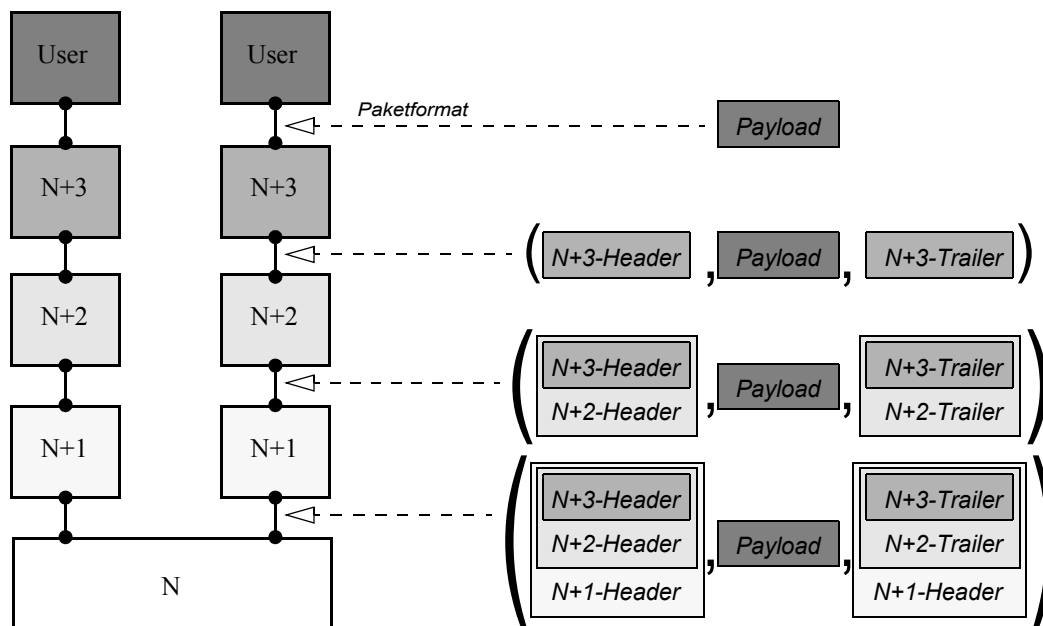 User
User
Paketformat
Payload
N+3
N+3
( N+3-Header , Payload , N+3-Trailer )
N+2
N+2
( N+3-Header N+2-Header , Payload , N+3-Trailer N+2-Trailer )
N+1
N+1
( N+3-Header N+2-Header N+1-Header , Payload , N+3-Trailer N+2-Trailer N+1-Header )
N